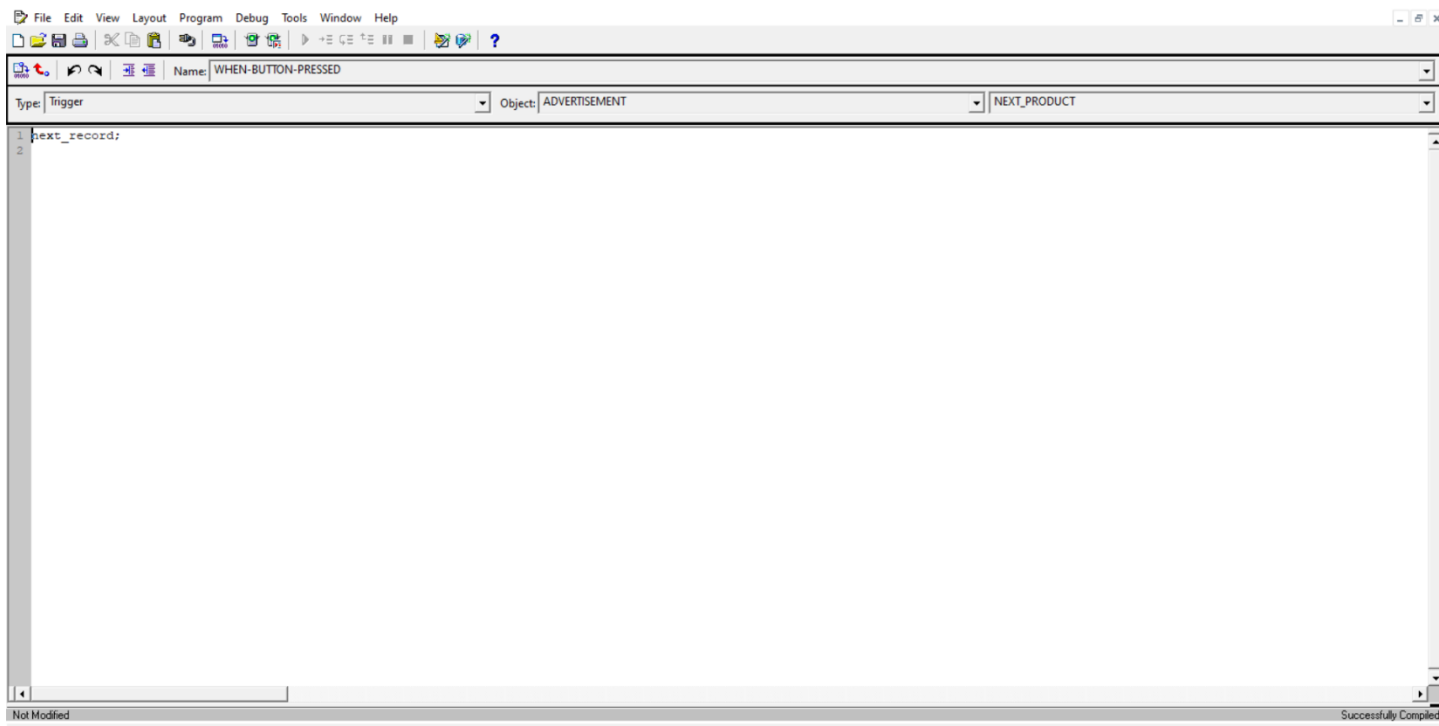 File Edit View Layout Program Debug Tools Window Help
Name: WHEN-BUTTON-PRESSED
Type: Trigger Object: ADVERTISEMENT NEXT_PRODUCT
1 next_record;
2
Not Modified Successfully Compiled